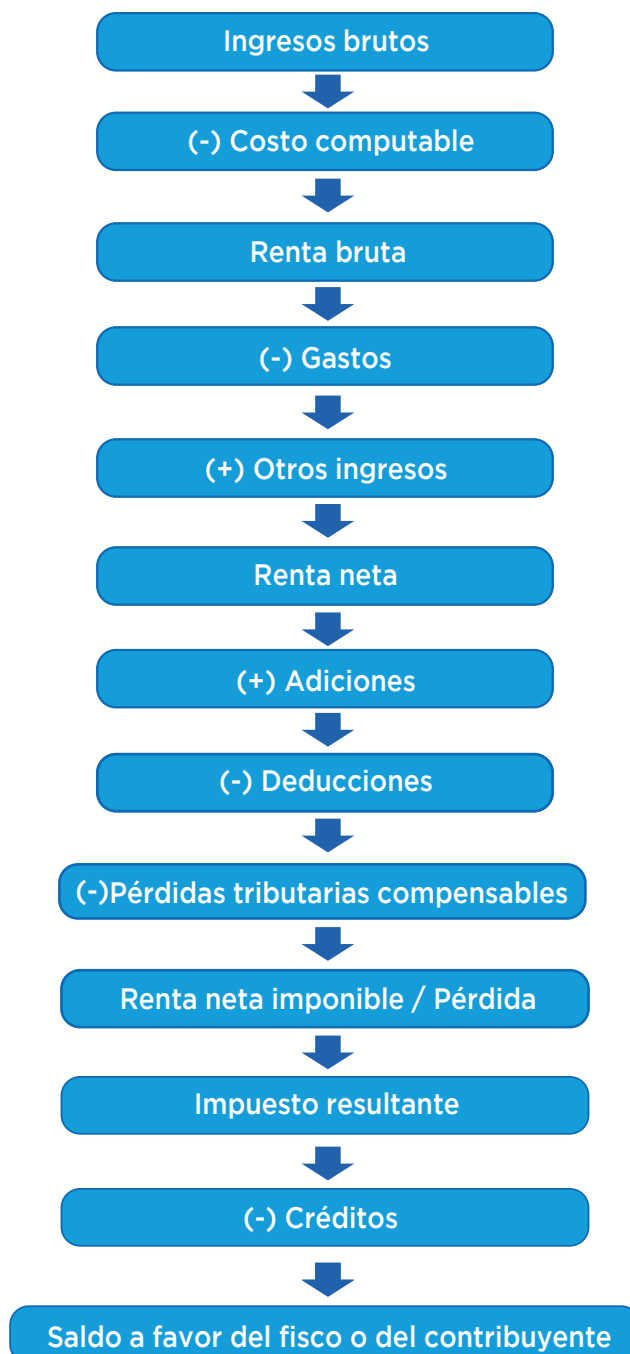 Ingresos brutos
(-) Costo computable
Renta bruta
(-) Gastos
(+) Otros ingresos
Renta neta
(+) Adiciones
(-) Deducciones
(-)Pérdidas tributarias compensables
Renta neta imponible / Pérdida
Impuesto resultante
(-) Créditos
Saldo a favor del fisco o del contribuyente